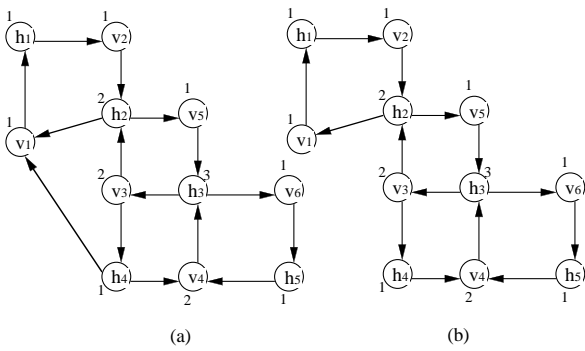 1 1 1 1
h1 v2 h1 v2
2 1 2 1
h2 v5 h2 v5
1 1
v1 v1
2 3 1 2 3 1
v3 h3 v6 v3 h3 v6
h4 v4 h5 h4 v4 h5
1 2 1 1 2 1
(a) (b)